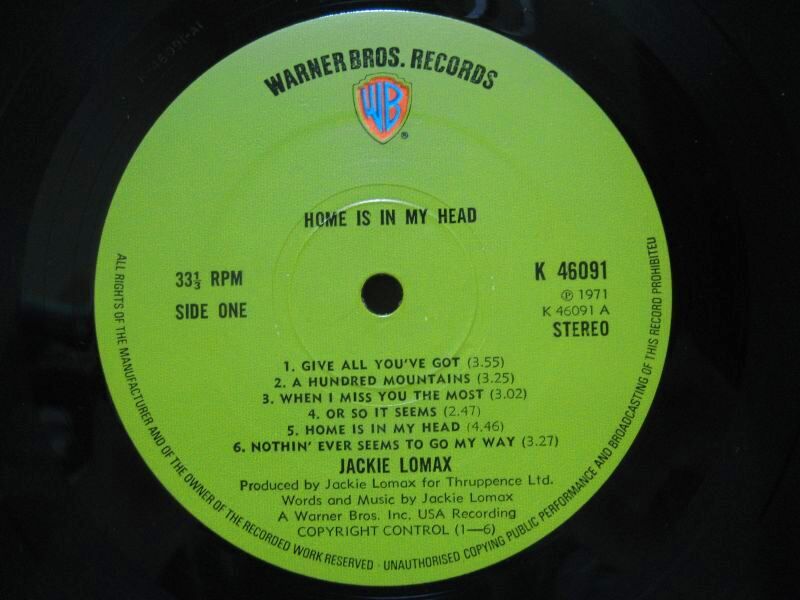 WARNER BROS. RECORDS
WB
®
HOME IS IN MY HEAD
33⅓ RPM
SIDE ONE
K 46091
℗ 1971
K 46091 A
STEREO
1. GIVE ALL YOU'VE GOT (3.55)
2. A HUNDRED MOUNTAINS (3.25)
3. WHEN I MISS YOU THE MOST (3.02)
4. OR SO IT SEEMS (2.47)
5. HOME IS IN MY HEAD (4.46)
6. NOTHIN' EVER SEEMS TO GO MY WAY (3.27)
JACKIE LOMAX
Produced by Jackie Lomax for Thruppence Ltd.
Words and Music by Jackie Lomax
A Warner Bros. Inc. USA Recording
COPYRIGHT CONTROL (1—6)
ALL RIGHTS OF THE MANUFACTURER AND OF THE OWNER OF THE RECORDED WORK RESERVED · UNAUTHORISED COPYING PUBLIC PERFORMANCE AND BROADCASTING OF THIS RECORD PROHIBITED